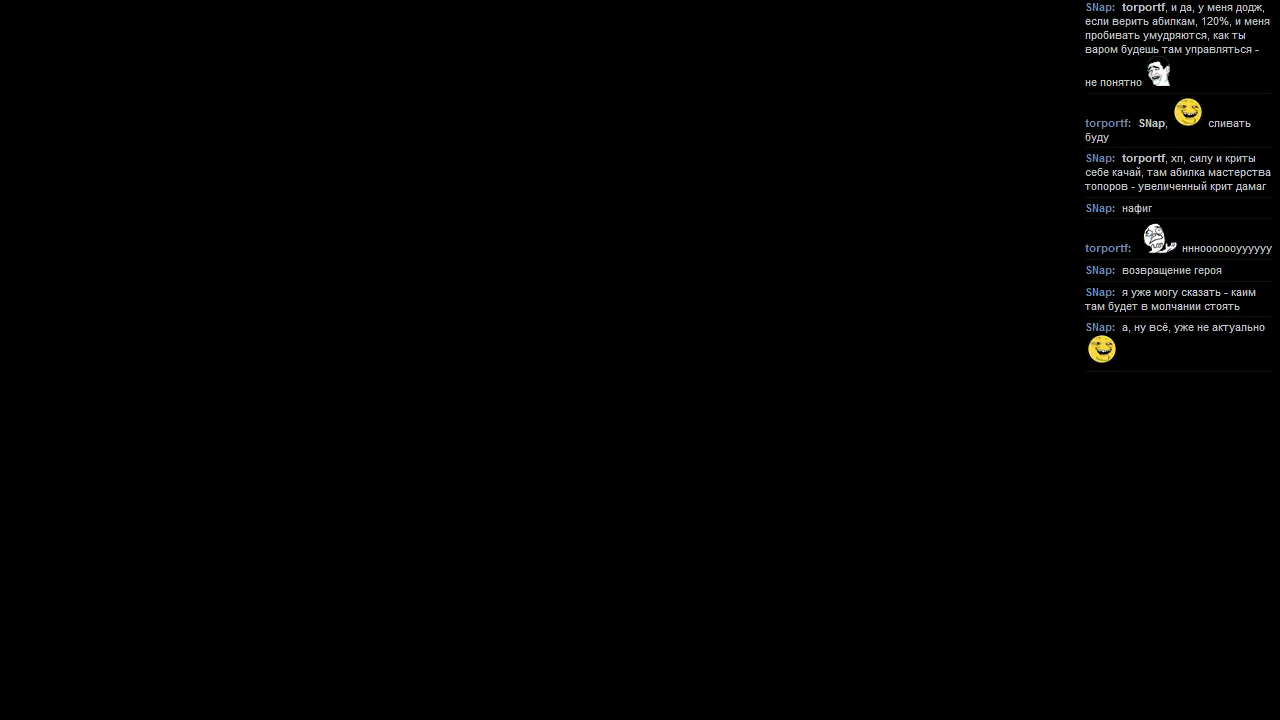 SNap: torportf, и да, у меня додж,
если верить абилкам, 120%, и меня
пробивать умудряются, как ты
варом будешь там управляться -
не понятно
torportf: SNap, сливать
буду
SNap: torportf, хп, силу и криты
себе качай, там абилка мастерства
топоров - увеличенный крит дамаг
SNap: нафиг
torportf: нннооооооуууууу
SNap: возвращение героя
SNap: я уже могу сказать - каим
там будет в молчании стоять
SNap: а, ну всё, уже не актуально